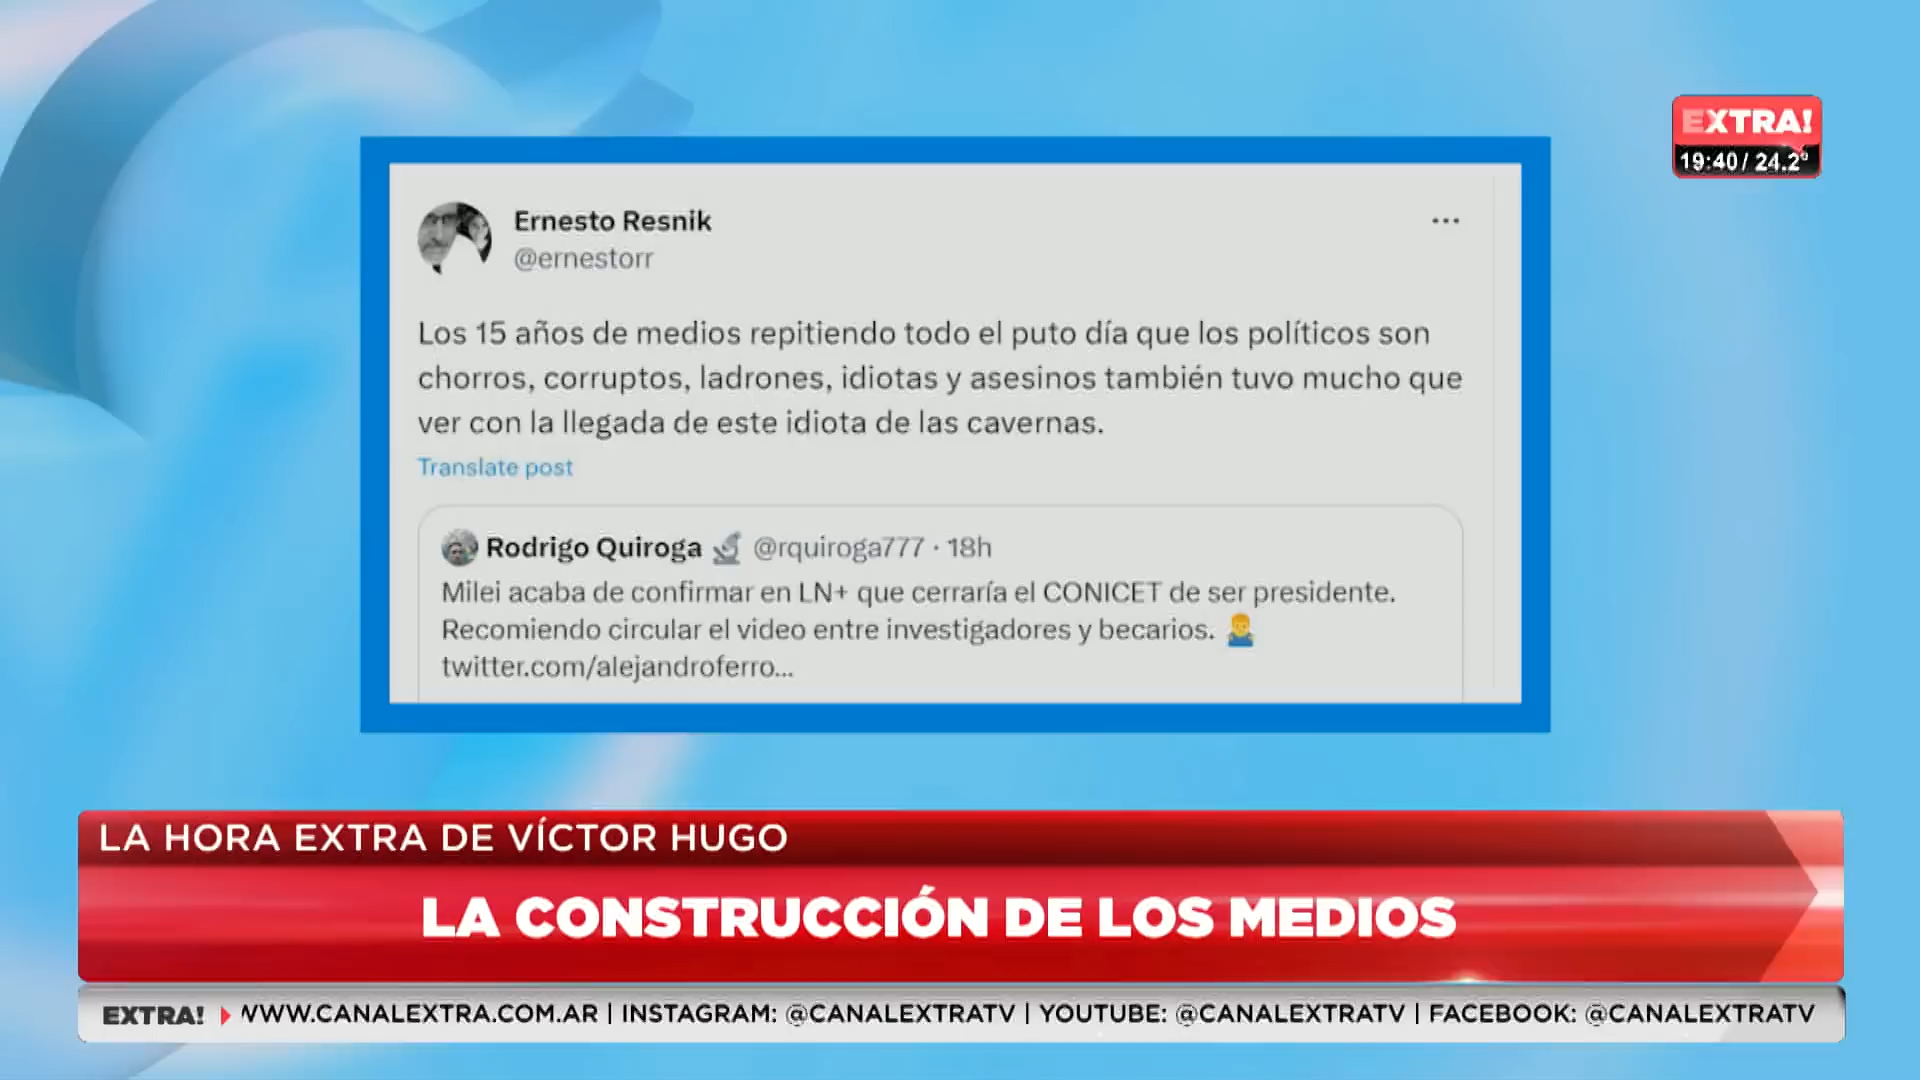 EXTRA!
19:40 / 24.2°
Ernesto Resnik
@ernestorr
Los 15 años de medios repitiendo todo el puto día que los políticos son
chorros, corruptos, ladrones, idiotas y asesinos también tuvo mucho que
ver con la llegada de este idiota de las cavernas.
Translate post
Rodrigo Quiroga @rquiroga777 · 18h
Milei acaba de confirmar en LN+ que cerraría el CONICET de ser presidente.
Recomiendo circular el video entre investigadores y becarios.
twitter.com/alejandroferro...
LA HORA EXTRA DE VÍCTOR HUGO
LA CONSTRUCCIÓN DE LOS MEDIOS
EXTRA! WWW.CANALEXTRA.COM.AR | INSTAGRAM: @CANALEXTRATV | YOUTUBE: @CANALEXTRATV | FACEBOOK: @CANALEXTRATV